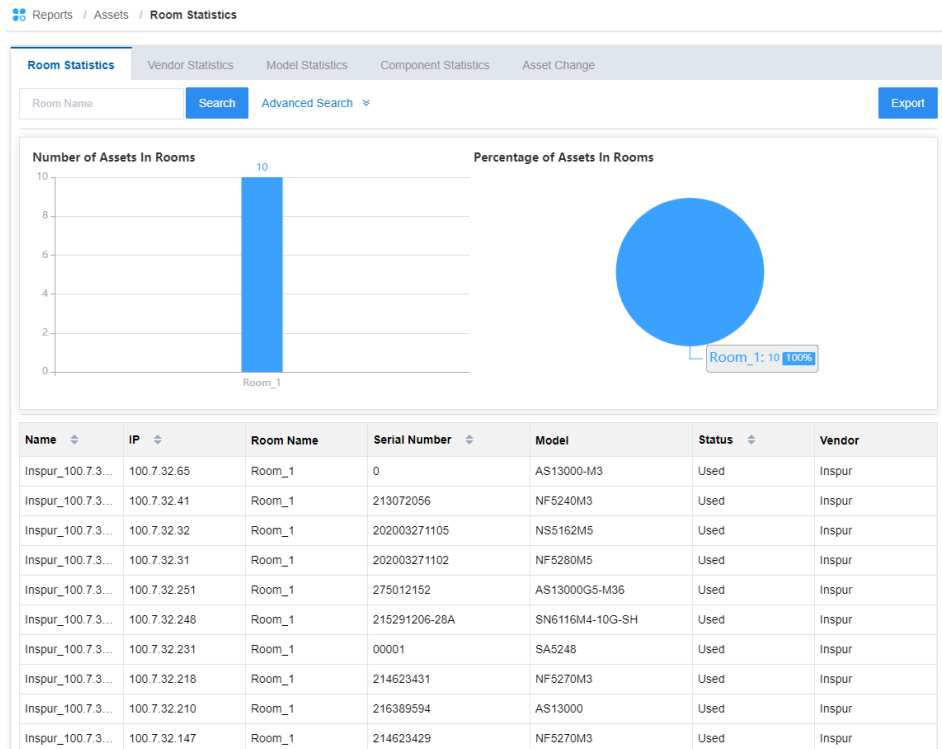 Reports / Assets / Room Statistics
Room Statistics Vendor Statistics Model Statistics Component Statistics Asset Change
Room Name Search Advanced Search Export
Number of Assets In Rooms Percentage of Assets In Rooms
10
10
8
6
4
2
0
Room_1
Room_1: 10 100%
Name IP Room Name Serial Number Model Status Vendor
Inspur_100.7.3... 100.7.32.65 Room_1 0 AS13000-M3 Used Inspur
Inspur_100.7.3... 100.7.32.41 Room_1 213072056 NF5240M3 Used Inspur
Inspur_100.7.3... 100.7.32.32 Room_1 202003271105 NS5162M5 Used Inspur
Inspur_100.7.3... 100.7.32.31 Room_1 202003271102 NF5280M5 Used Inspur
Inspur_100.7.3... 100.7.32.251 Room_1 275012152 AS13000G5-M36 Used Inspur
Inspur_100.7.3... 100.7.32.248 Room_1 215291206-28A SN6116M4-10G-SH Used Inspur
Inspur_100.7.3... 100.7.32.231 Room_1 00001 SA5248 Used Inspur
Inspur_100.7.3... 100.7.32.218 Room_1 214623431 NF5270M3 Used Inspur
Inspur_100.7.3... 100.7.32.210 Room_1 216389594 AS13000 Used Inspur
Inspur_100.7.3... 100.7.32.147 Room_1 214623429 NF5270M3 Used Inspur